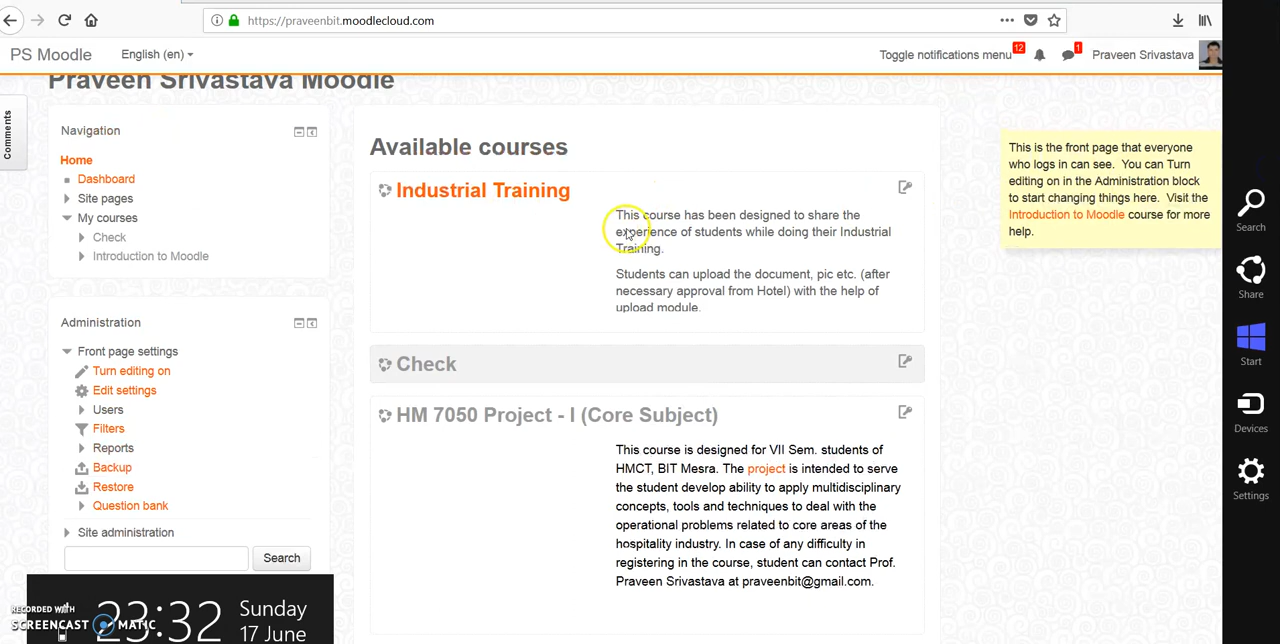 https://praveenbit.moodlecloud.com
PS Moodle
English (en)
Toggle notifications menu
12
1
Praveen Srivastava
Praveen Srivastava Moodle
Comments
Navigation
Home
Dashboard
Site pages
My courses
Check
Introduction to Moodle
Administration
Front page settings
Turn editing on
Edit settings
Users
Filters
Reports
Backup
Restore
Question bank
Site administration
Search
Available courses
Industrial Training
This course has been designed to share the
experience of students while doing their Industrial
Training.
Students can upload the document, pic etc. (after
necessary approval from Hotel) with the help of
upload module.
Check
HM 7050 Project - I (Core Subject)
This course is designed for VII Sem. students of
HMCT, BIT Mesra. The project is intended to serve
the student develop ability to apply multidisciplinary
concepts, tools and techniques to deal with the
operational problems related to core areas of the
hospitality industry. In case of any difficulty in
registering in the course, student can contact Prof.
Praveen Srivastava at praveenbit@gmail.com.
This is the front page that everyone
who logs in can see. You can Turn
editing on in the Administration block
to start changing things here. Visit the
Introduction to Moodle course for more
help.
Search
Share
Start
Devices
Settings
23:32
Sunday
17 June
RECORDED WITH
SCREENCAST MATIC